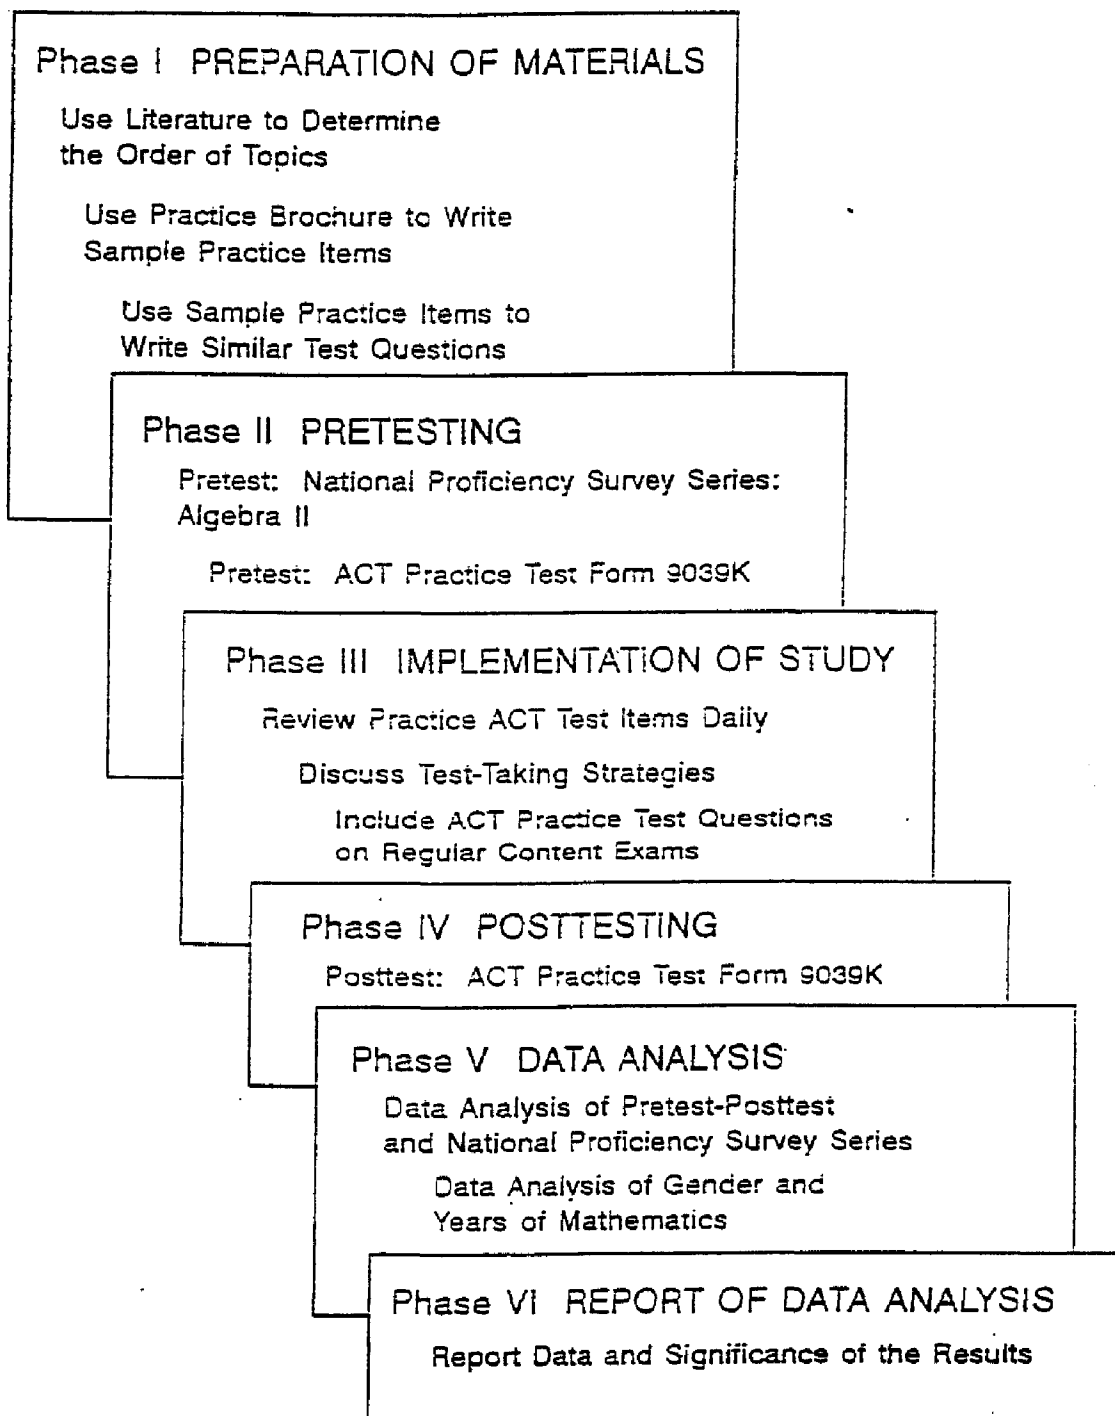 Phase I PREPARATION OF MATERIALS
Use Literature to Determine
the Order of Topics
Use Practice Brochure to Write
Sample Practice Items
Use Sample Practice Items to
Write Similar Test Questions
Phase II PRETESTING
Pretest: National Proficiency Survey Series:
Algebra II
Pretest: ACT Practice Test Form 9039K
Phase III IMPLEMENTATION OF STUDY
Review Practice ACT Test Items Daily
Discuss Test-Taking Strategies
Include ACT Practice Test Questions
on Regular Content Exams
Phase IV POSTTESTING
Posttest: ACT Practice Test Form 9039K
Phase V DATA ANALYSIS
Data Analysis of Pretest-Posttest
and National Proficiency Survey Series
Data Analysis of Gender and
Years of Mathematics
Phase VI REPORT OF DATA ANALYSIS
Report Data and Significance of the Results